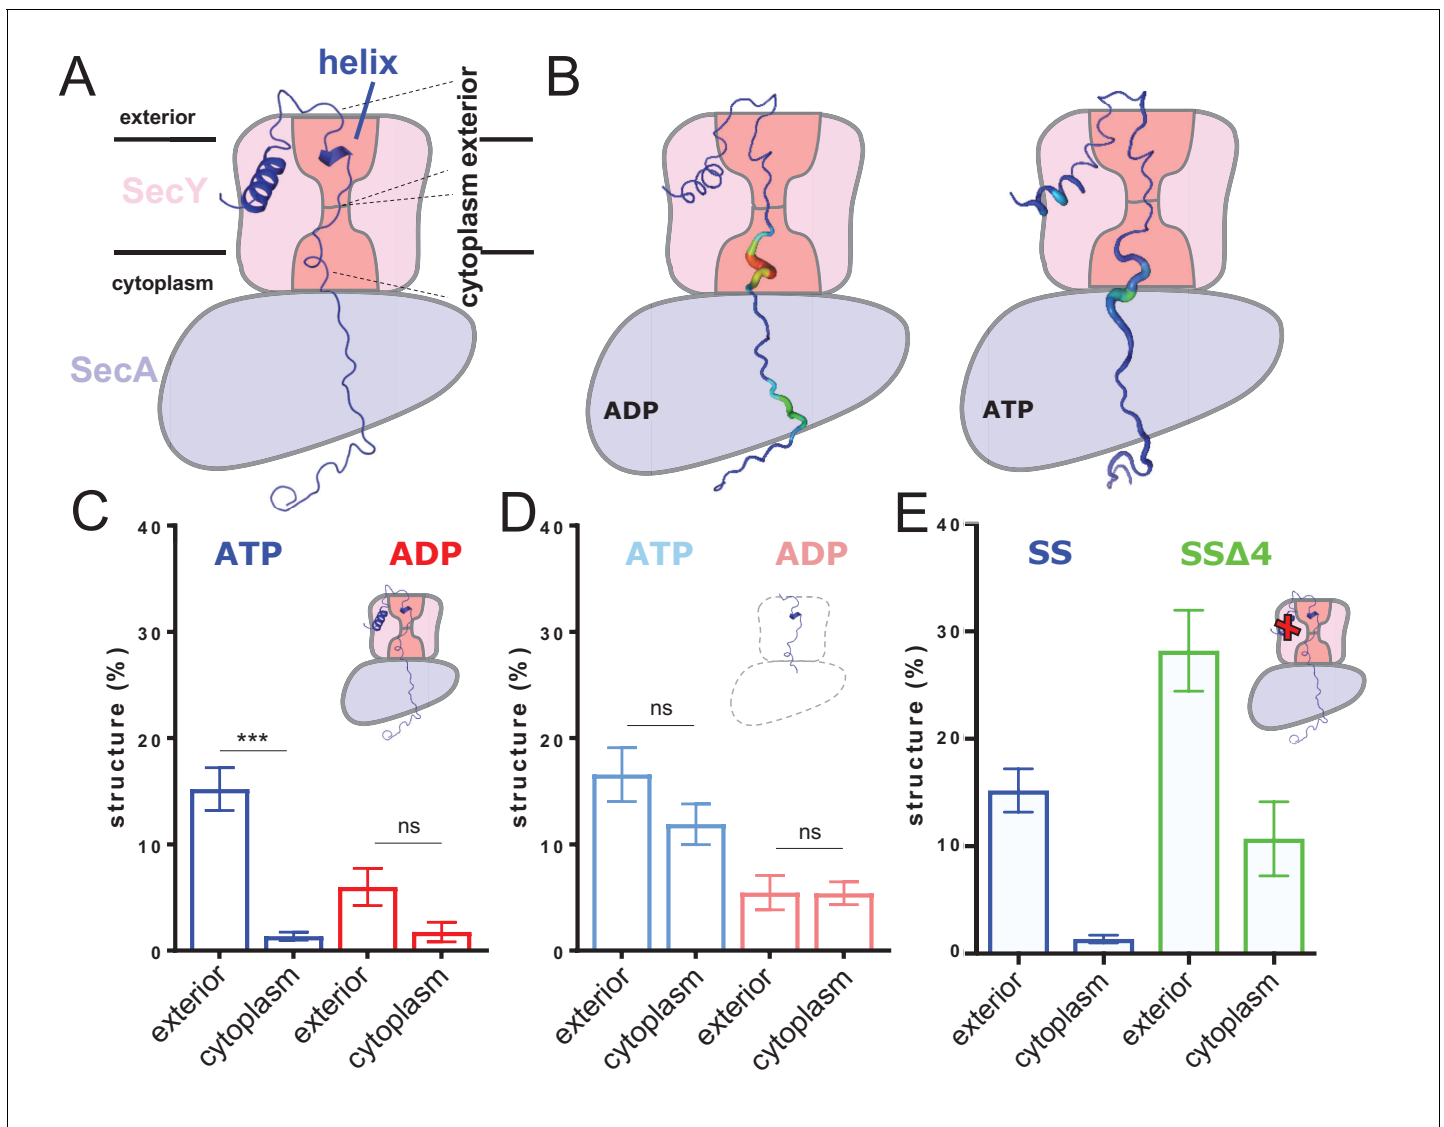 A
helix
exterior
SecY
cytoplasm
SecA
cytoplasm exterior
B
ADP
ATP
C
ATP
ADP
structure (%)
40
30
20
10
0
***
ns
exterior
cytoplasm
exterior
cytoplasm
D
ATP
ADP
structure (%)
40
30
20
10
0
ns
ns
exterior
cytoplasm
exterior
cytoplasm
E
SS
SSΔ4
structure (%)
40
30
20
10
0
exterior
cytoplasm
exterior
cytoplasm